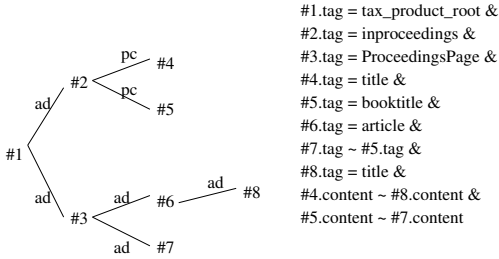 #1.tag = tax_product_root &
#2.tag = inproceedings &
#3.tag = ProceedingsPage &
#4.tag = title &
#5.tag = booktitle &
#6.tag = article &
#7.tag ~ #5.tag &
#8.tag = title &
#4.content ~ #8.content &
#5.content ~ #7.content
pc
#4
#2
pc
ad
#5
#1
ad
ad
ad
#8
#6
#3
ad
#7